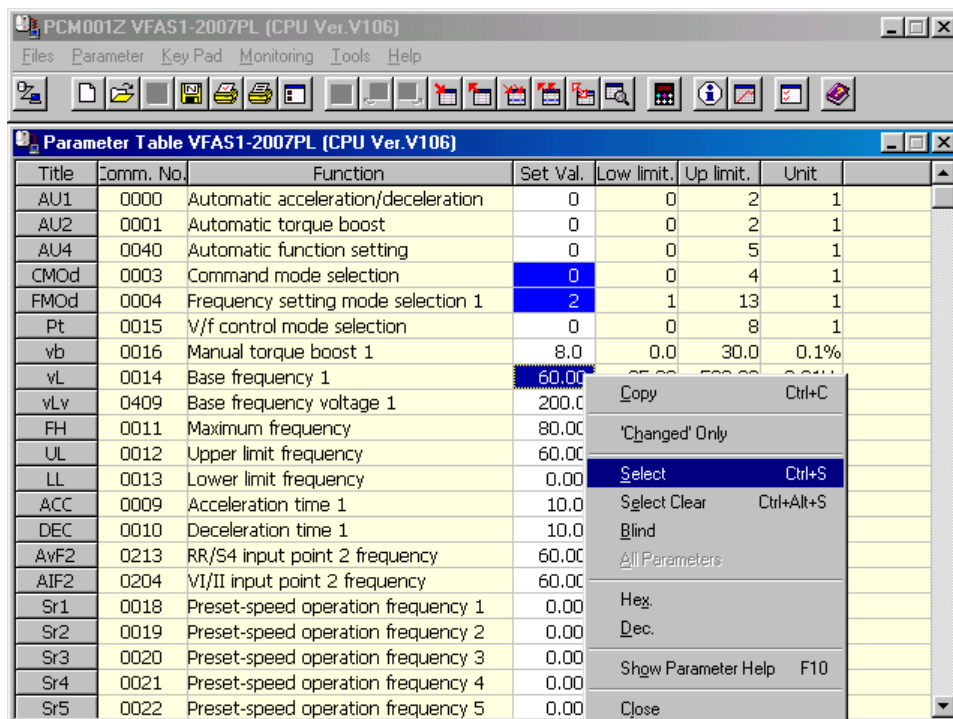 PCM001Z VFAS1-2007PL (CPU Ver.V106)
Files Parameter Key Pad Monitoring Tools Help
Parameter Table VFAS1-2007PL (CPU Ver.V106)
Title Comm. No. Function Set Val. Low limit. Up limit. Unit
AU1 0000 Automatic acceleration/deceleration 0 0 2 1
AU2 0001 Automatic torque boost 0 0 2 1
AU4 0040 Automatic function setting 0 0 5 1
CMOd 0003 Command mode selection 0 0 4 1
FMOd 0004 Frequency setting mode selection 1 2 1 13 1
Pt 0015 V/f control mode selection 0 0 8 1
vb 0016 Manual torque boost 1 8.0 0.0 30.0 0.1%
vL 0014 Base frequency 1 60.00
vLv 0409 Base frequency voltage 1 200.0
FH 0011 Maximum frequency 80.00
UL 0012 Upper limit frequency 60.00
LL 0013 Lower limit frequency 0.00
ACC 0009 Acceleration time 1 10.0
DEC 0010 Deceleration time 1 10.0
AvF2 0213 RR/S4 input point 2 frequency 60.00
AIF2 0204 VI/II input point 2 frequency 60.00
Sr1 0018 Preset-speed operation frequency 1 0.00
Sr2 0019 Preset-speed operation frequency 2 0.00
Sr3 0020 Preset-speed operation frequency 3 0.00
Sr4 0021 Preset-speed operation frequency 4 0.00
Sr5 0022 Preset-speed operation frequency 5 0.00
Copy Ctrl+C
'Changed' Only
Select Ctrl+S
Select Clear Ctrl+Alt+S
Blind
All Parameters
Hex.
Dec.
Show Parameter Help F10
Close